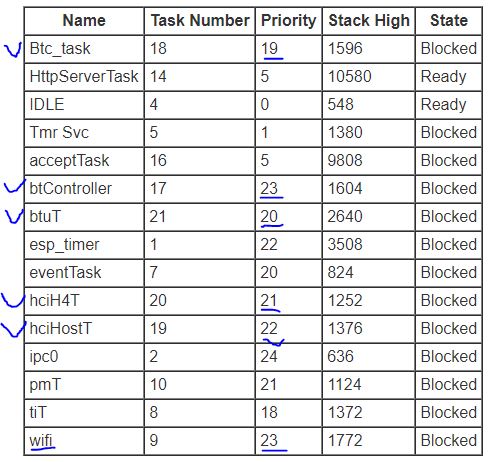 Name Task Number Priority Stack High State
Btc_task 18 19 1596 Blocked
HttpServerTask 14 5 10580 Ready
IDLE 4 0 548 Ready
Tmr Svc 5 1 1380 Blocked
acceptTask 16 5 9808 Blocked
btController 17 23 1604 Blocked
btuT 21 20 2640 Blocked
esp_timer 1 22 3508 Blocked
eventTask 7 20 824 Blocked
hciH4T 20 21 1252 Blocked
hciHostT 19 22 1376 Blocked
ipc0 2 24 636 Blocked
pmT 10 21 1124 Blocked
tiT 8 18 1372 Blocked
wifi 9 23 1772 Blocked